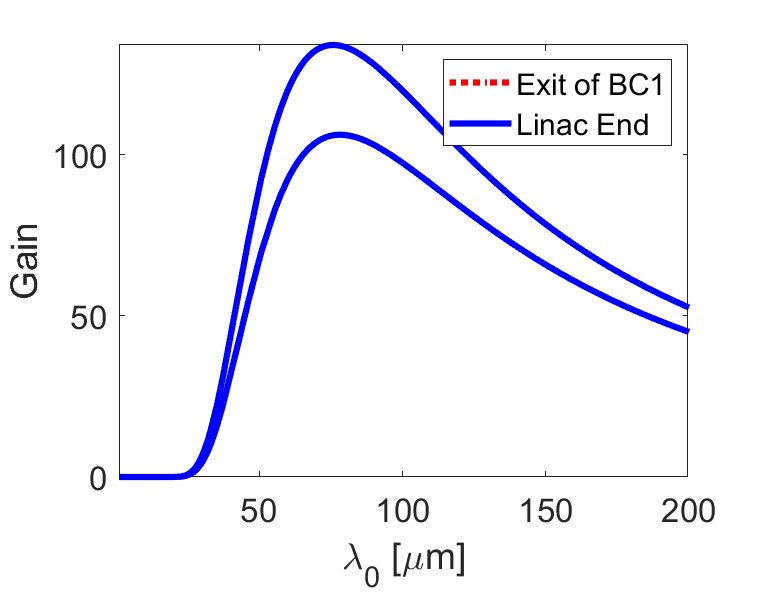 Exit of BC1
Linac End
100
50
0
Gain
50 100 150 200
λ0 [μm]